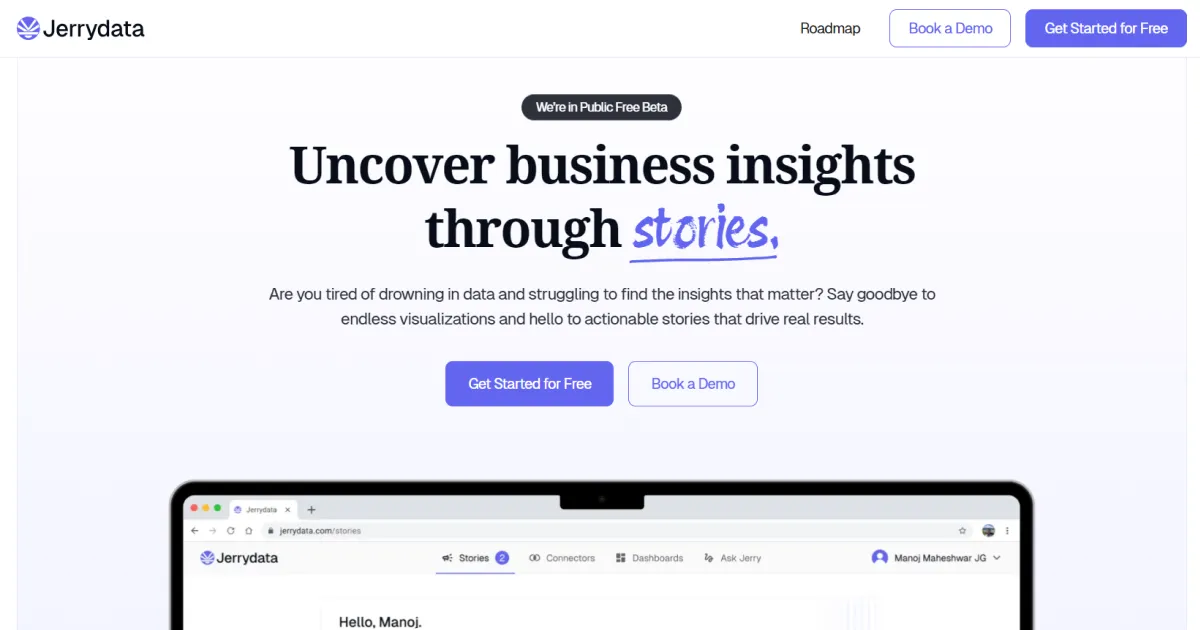 Jerrydata
Roadmap
Book a Demo
Get Started for Free
We're in Public Free Beta
Uncover business insights
through stories.
Are you tired of drowning in data and struggling to find the insights that matter? Say goodbye to
endless visualizations and hello to actionable stories that drive real results.
Get Started for Free
Book a Demo
Jerrydata
jerrydata.com/stories
Jerrydata
Stories 2
Connectors
Dashboards
Ask Jerry
Manoj Maheshwar JG
Hello, Manoj.